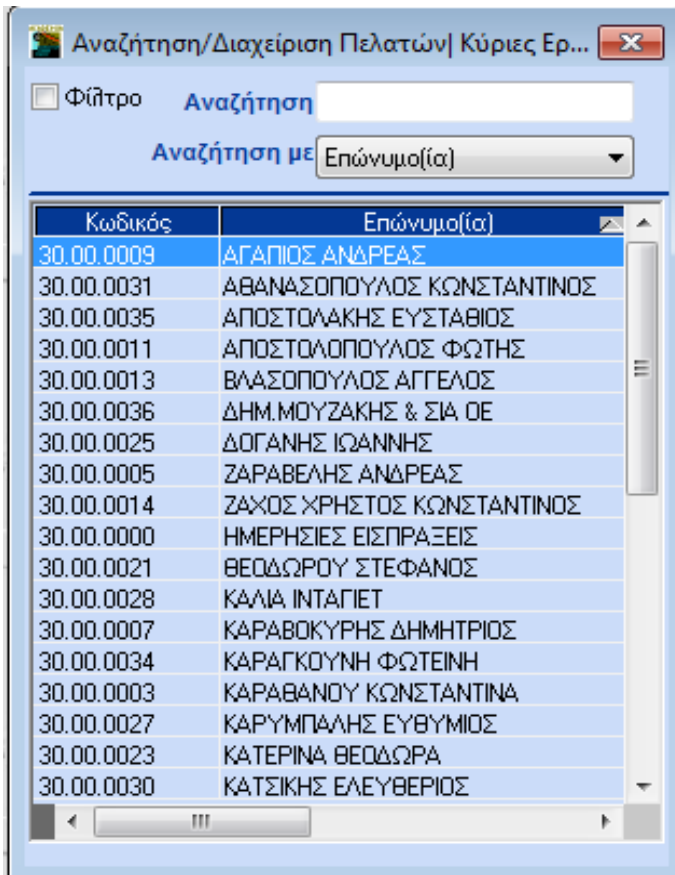 Αναζήτηση/Διαχείριση Πελατών| Κύριες Ερ...
Φίλτρο Αναζήτηση
Αναζήτηση με Επώνυμο(ία)
Κωδικός Επώνυμο(ία)
30.00.0009 ΑΓΑΠΙΟΣ ΑΝΔΡΕΑΣ
30.00.0031 ΑΘΑΝΑΣΟΠΟΥΛΟΣ ΚΩΝΣΤΑΝΤΙΝΟΣ
30.00.0035 ΑΠΟΣΤΟΛΑΚΗΣ ΕΥΣΤΑΘΙΟΣ
30.00.0011 ΑΠΟΣΤΟΛΟΠΟΥΛΟΣ ΦΩΤΗΣ
30.00.0013 ΒΛΑΣΟΠΟΥΛΟΣ ΑΓΓΕΛΟΣ
30.00.0036 ΔΗΜ.ΜΟΥΖΑΚΗΣ & ΣΙΑ ΟΕ
30.00.0025 ΔΟΓΑΝΗΣ ΙΩΑΝΝΗΣ
30.00.0005 ΖΑΡΑΒΕΛΗΣ ΑΝΔΡΕΑΣ
30.00.0014 ΖΑΧΟΣ ΧΡΗΣΤΟΣ ΚΩΝΣΤΑΝΤΙΝΟΣ
30.00.0000 ΗΜΕΡΗΣΙΕΣ ΕΙΣΠΡΑΞΕΙΣ
30.00.0021 ΘΕΟΔΩΡΟΥ ΣΤΕΦΑΝΟΣ
30.00.0028 ΚΑΛΙΑ ΙΝΤΑΓΙΕΤ
30.00.0007 ΚΑΡΑΒΟΚΥΡΗΣ ΔΗΜΗΤΡΙΟΣ
30.00.0034 ΚΑΡΑΓΚΟΥΝΗ ΦΩΤΕΙΝΗ
30.00.0003 ΚΑΡΑΘΑΝΟΥ ΚΩΝΣΤΑΝΤΙΝΑ
30.00.0027 ΚΑΡΥΜΠΑΛΗΣ ΕΥΘΥΜΙΟΣ
30.00.0023 ΚΑΤΕΡΙΝΑ ΘΕΟΔΩΡΑ
30.00.0030 ΚΑΤΣΙΚΗΣ ΕΛΕΥΘΕΡΙΟΣ